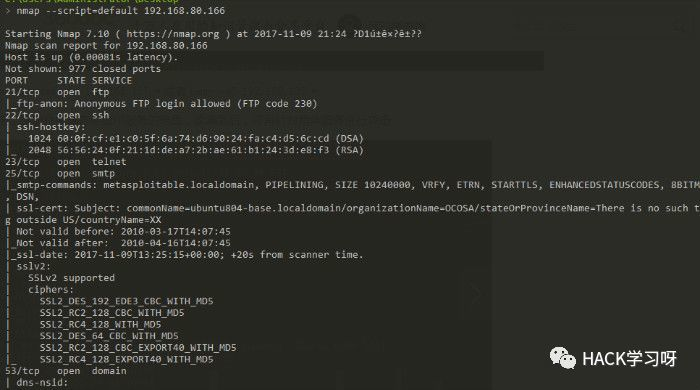 > nmap --script=default 192.168.80.166
Starting Nmap 7.10 ( https://nmap.org ) at 2017-11-09 21:24 ?D1ú±ê×?ê±??
Nmap scan report for 192.168.80.166
Host is up (0.00081s latency).
Not shown: 977 closed ports
PORT     STATE SERVICE
21/tcp   open  ftp
|_ftp-anon: Anonymous FTP login allowed (FTP code 230)
22/tcp   open  ssh
| ssh-hostkey:
|   1024 60:0f:cf:e1:c0:5f:6a:74:d6:90:24:fa:c4:d5:6c:cd (DSA)
|_  2048 56:56:24:0f:21:1d:de:a7:2b:ae:61:b1:24:3d:e8:f3 (RSA)
23/tcp   open  telnet
25/tcp   open  smtp
|_smtp-commands: metasploitable.localdomain, PIPELINING, SIZE 10240000, VRFY, ETRN, STARTTLS, ENHANCEDSTATUSCODES, 8BITM
, DSN,
| ssl-cert: Subject: commonName=ubuntu804-base.localdomain/organizationName=OCOSA/stateOrProvinceName=There is no such t
g outside US/countryName=XX
| Not valid before: 2010-03-17T14:07:45
|_Not valid after:  2010-04-16T14:07:45
|_ssl-date: 2017-11-09T13:25:15+00:00; +20s from scanner time.
| sslv2:
|   SSLv2 supported
|   ciphers:
|     SSL2_DES_192_EDE3_CBC_WITH_MD5
|     SSL2_RC2_128_CBC_WITH_MD5
|     SSL2_RC4_128_WITH_MD5
|     SSL2_DES_64_CBC_WITH_MD5
|     SSL2_RC2_128_CBC_EXPORT40_WITH_MD5
|_    SSL2_RC4_128_EXPORT40_WITH_MD5
53/tcp   open  domain
| dns-nsid:
HACK学习呀